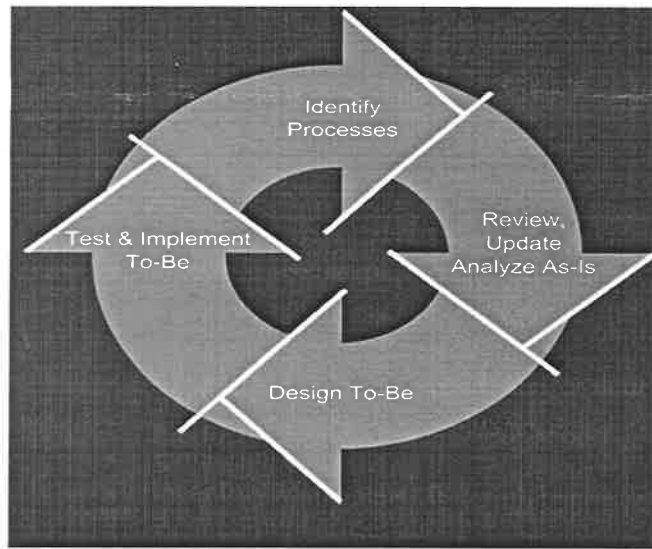 Identify
Processes
Review,
Update
Analyze As-Is
Design To-Be
Test & Implement
To-Be